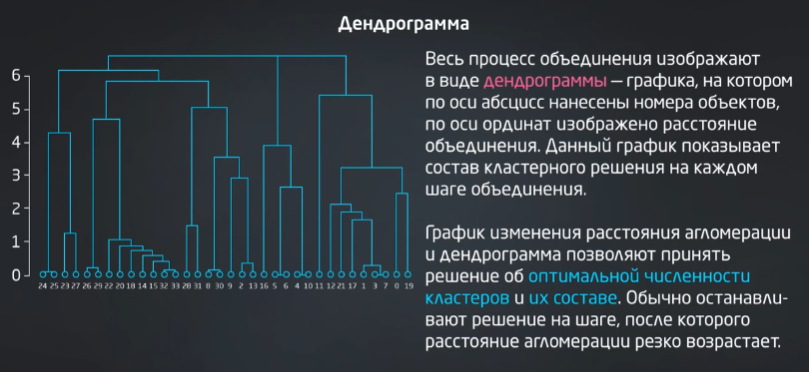 Дендрограмма
Весь процесс объединения изображают
в виде дендрограммы – графика, на котором
по оси абсцисс нанесены номера объектов,
по оси ординат изображено расстояние
объединения. Данный график показывает
состав кластерного решения на каждом
шаге объединения.
График изменения расстояния агломерации
и дендрограмма позволяют принять
решение об оптимальной численности
кластеров и их составе. Обычно останавли-
вают решение на шаге, после которого
расстояние агломерации резко возрастает.
6
5
4
3
2
1
0
24 25 23 27 26 29 22 20 18 14 15 32 33 28 31 8 30 9 2 13 16 5 6 4 10 11 12 21 17 1 3 7 0 19